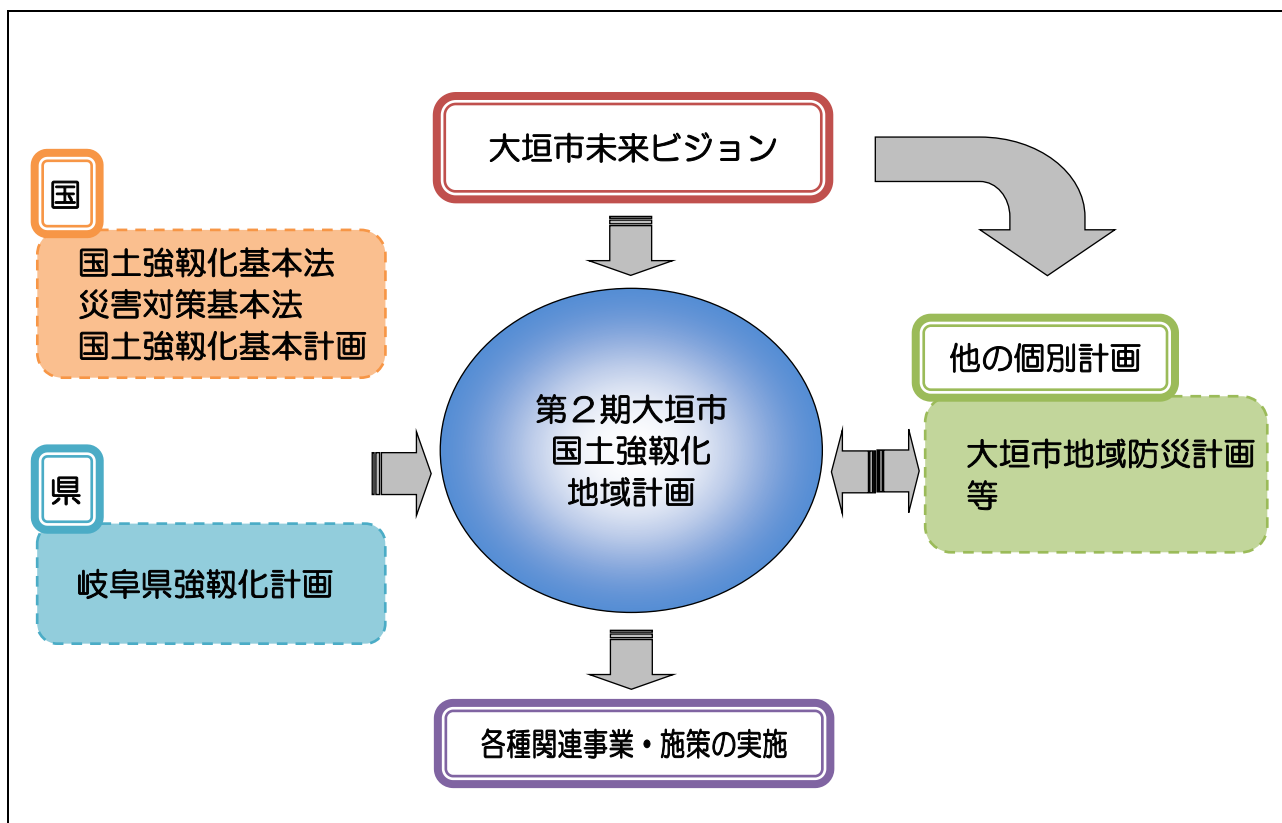 大垣市未来ビジョン
国
国土強靱化基本法
災害対策基本法
国土強靱化基本計画
県
岐阜県強靱化計画
第２期大垣市
国土強靱化
地域計画
他の個別計画
大垣市地域防災計画
等
各種関連事業・施策の実施